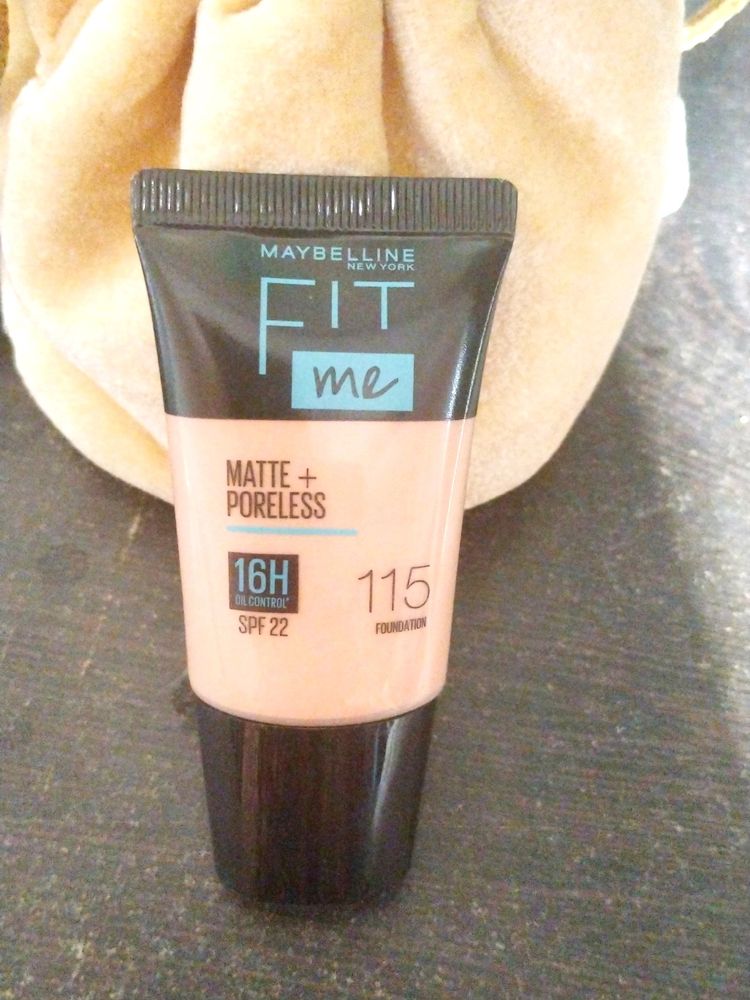 MAYBELLINE
NEW YORK
FIT
me
MATTE +
PORELESS
16H
OIL CONTROL*
SPF 22
115
FOUNDATION